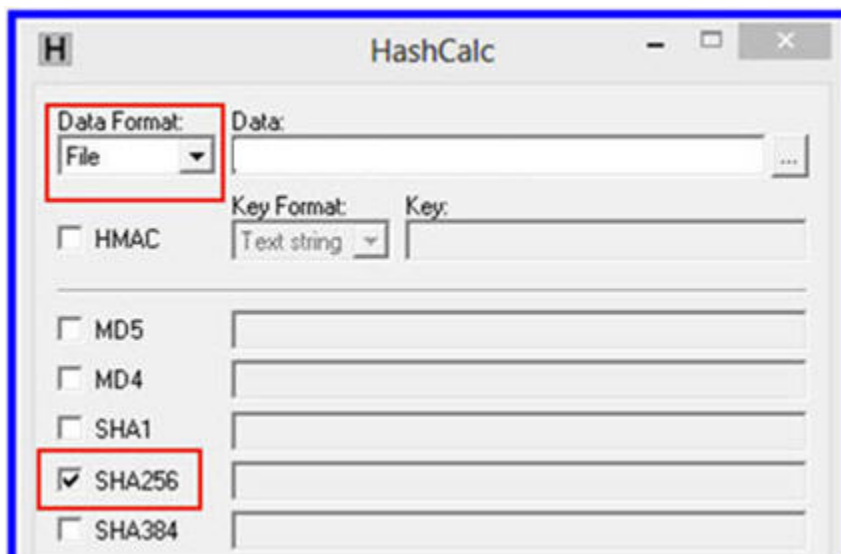 H HashCalc
Data Format: Data:
File ...
Key Format: Key:
HMAC Text string
MD5
MD4
SHA1
SHA256
SHA384